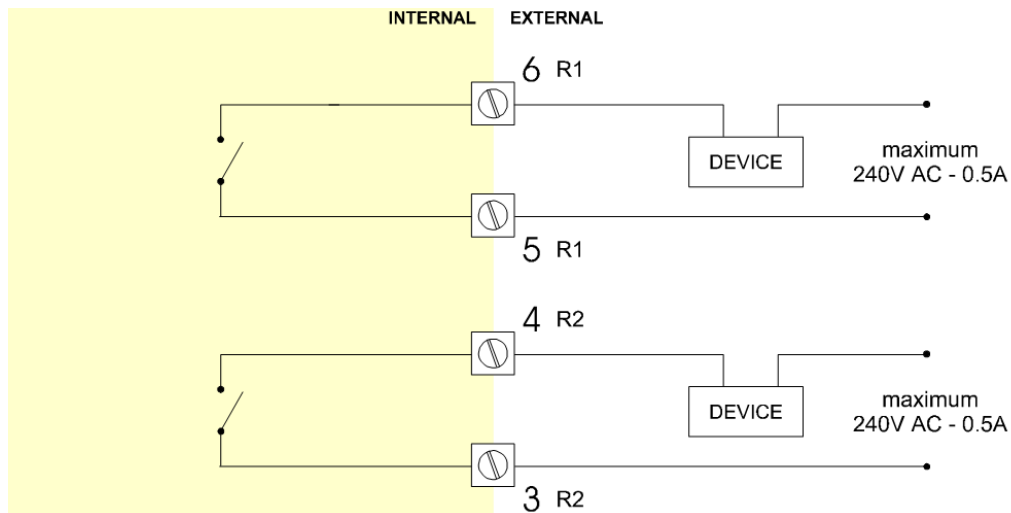 INTERNAL EXTERNAL
6 R1
DEVICE
maximum
240V AC - 0.5A
5 R1
4 R2
DEVICE
maximum
240V AC - 0.5A
3 R2